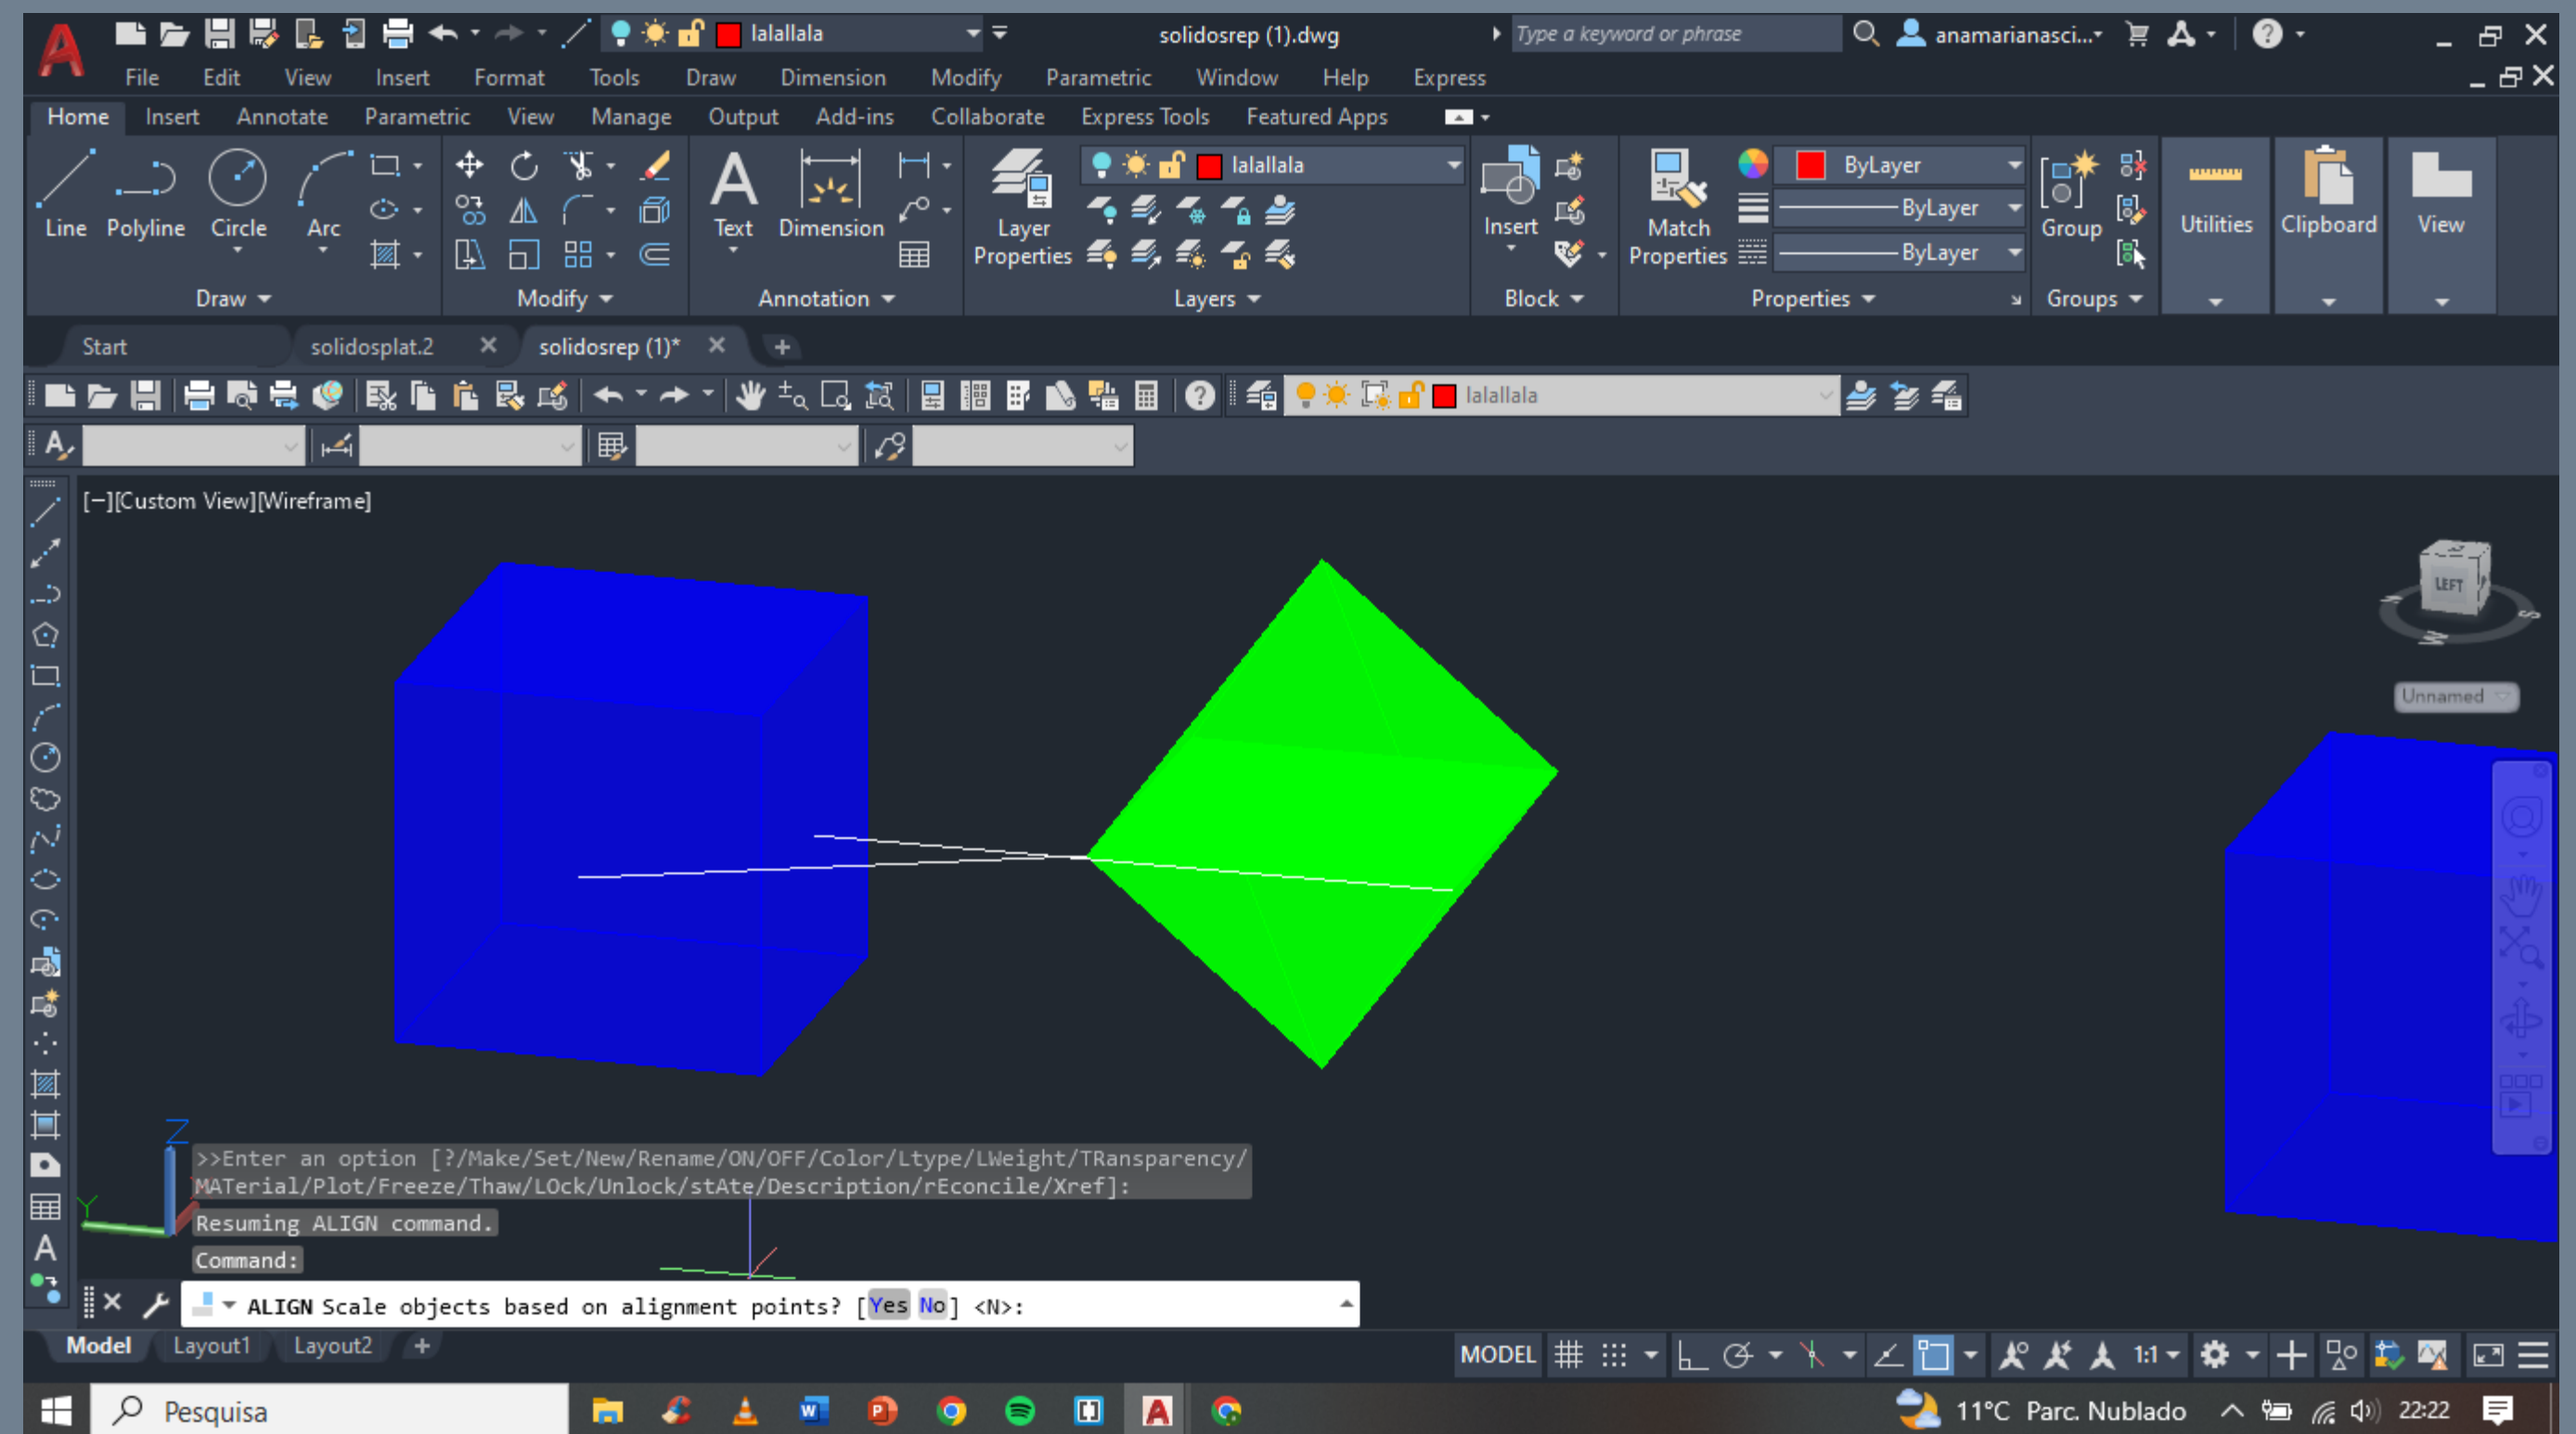 lalallala
solidosrep (1).dwg
Type a keyword or phrase
anamarianasci...
File Edit View Insert Format Tools Draw Dimension Modify Parametric Window Help Express
Home Insert Annotate Parametric View Manage Output Add-ins Collaborate Express Tools Featured Apps
lalallala
ByLayer
Line Polyline Circle Arc
Text Dimension
Layer Properties
Insert
Match Properties
ByLayer
ByLayer
Group
Utilities
Clipboard
View
Draw Modify Annotation Layers Block Properties Groups
Start solidosplat.2 solidosrep (1)*
lalallala
[−][Custom View][Wireframe]
LEFT
Unnamed
Z
Y
>>Enter an option [?/Make/Set/New/Rename/ON/OFF/Color/Ltype/LWeight/TRansparency/
MATerial/Plot/Freeze/Thaw/LOck/Unlock/stAte/Description/rEconcile/Xref]:
Resuming ALIGN command.
Command:
ALIGN Scale objects based on alignment points? [Yes No] <N>:
Model Layout1 Layout2
MODEL 1:1
Pesquisa
11°C Parc. Nublado 22:22